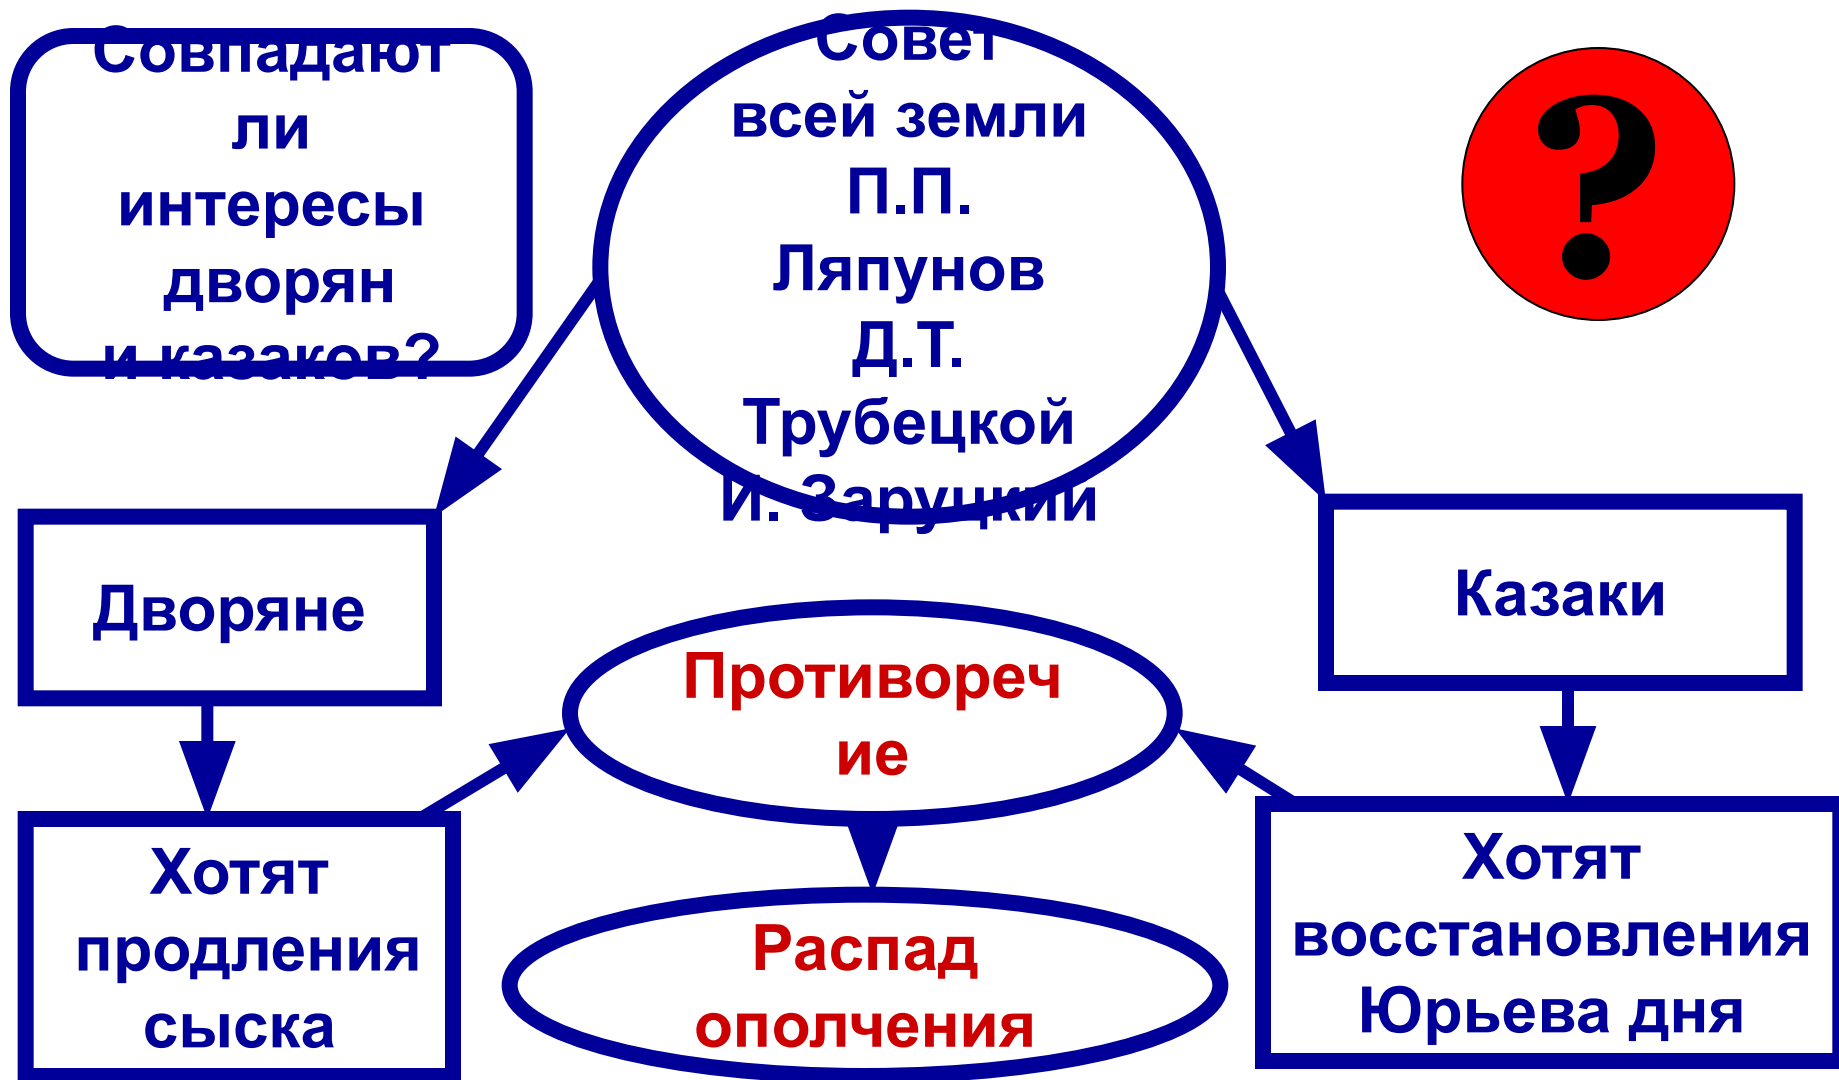 Совпадают
ли
интересы
дворян
и казаков?
Совет
всей земли
П.П.
Ляпунов
Д.Т.
Трубецкой
И. Заруцкий
?
Дворяне
Казаки
Противореч
ие
Хотят
продления
сыска
Распад
ополчения
Хотят
восстановления
Юрьева дня